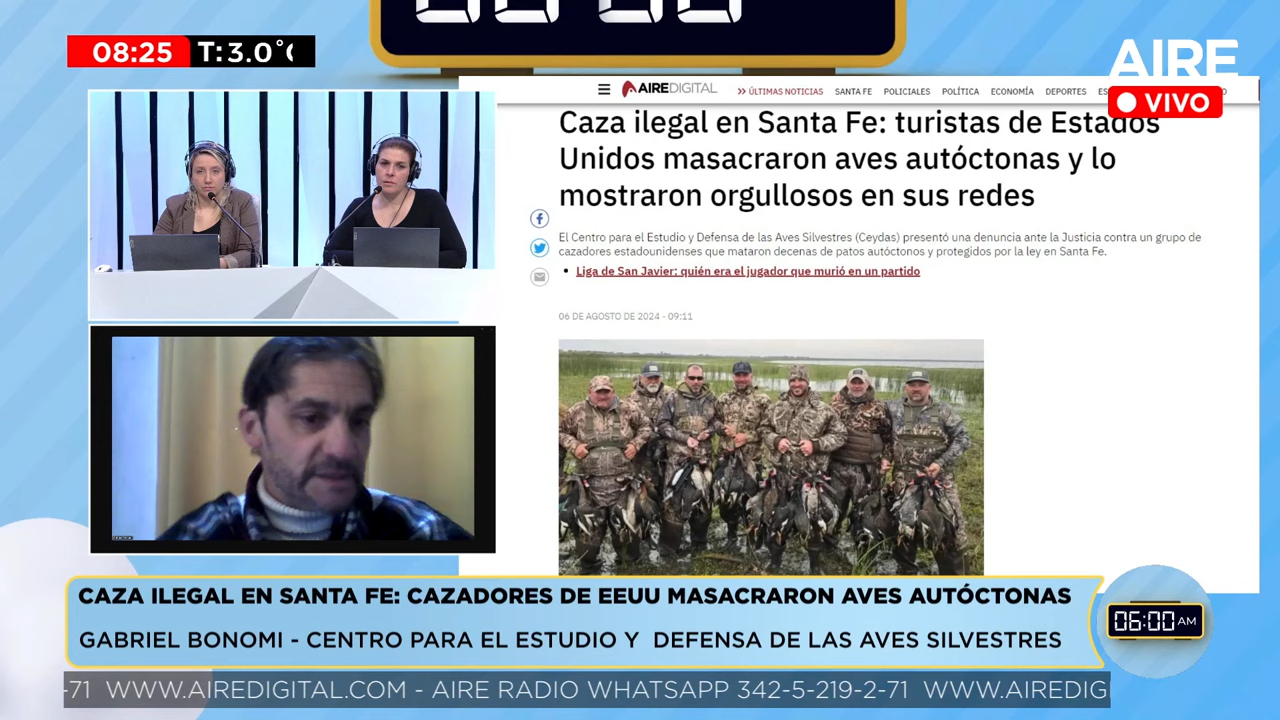 08:25 T:3.0°C
AIRE
VIVO
AIREDIGITAL ÚLTIMAS NOTICIAS SANTA FE POLICIALES POLÍTICA ECONOMÍA DEPORTES ES
Caza ilegal en Santa Fe: turistas de Estados
Unidos masacraron aves autóctonas y lo
mostraron orgullosos en sus redes
El Centro para el Estudio y Defensa de las Aves Silvestres (Ceydas) presentó una denuncia ante la Justicia contra un grupo de
cazadores estadounidenses que mataron decenas de patos autóctonos y protegidos por la ley en Santa Fe.
Liga de San Javier: quién era el jugador que murió en un partido
06 DE AGOSTO DE 2024 - 09:11
CAZA ILEGAL EN SANTA FE: CAZADORES DE EEUU MASACRARON AVES AUTÓCTONAS
GABRIEL BONOMI - CENTRO PARA EL ESTUDIO Y DEFENSA DE LAS AVES SILVESTRES
06:00 AM
-71 WWW.AIREDIGITAL.COM - AIRE RADIO WHATSAPP 342-5-219-2-71 WWW.AIREDIGI